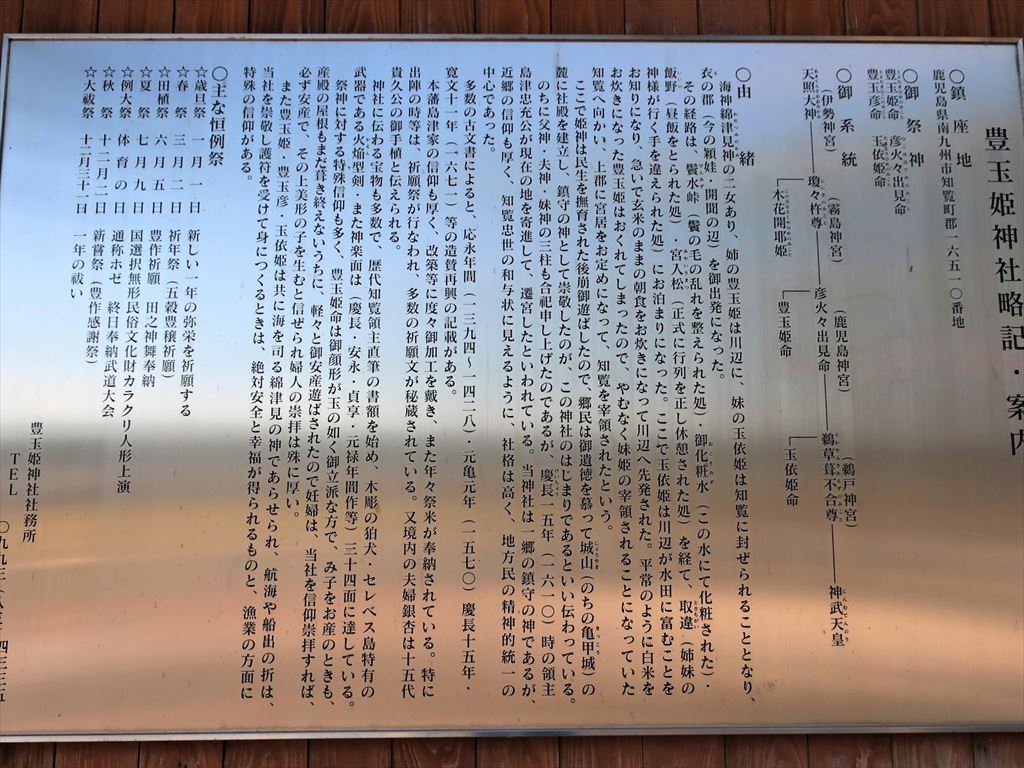 豊玉姫神社略記・案内
〇鎮座地
鹿児島県南九州市知覧町郡一六五一〇番地
〇御祭神
豊玉姫命　彦火々出見命
豊玉彦命　玉依姫命
〇御系統
（伊勢神宮）　（霧島神宮）　（鹿児島神宮）　（鵜戸神宮）
天照大神―瓊々杵尊―彦火々出見命―鵜草葺不合尊―神武天皇
木花開耶姫　豊玉姫命　玉依姫命
〇由緒
海神綿津見神の二女あり、姉の豊玉姫は川辺に、妹の玉依姫は知覧に封ぜられることとなり、
衣の郡（今の頴娃・開聞の辺）を御出発になった。
その経路は、鬢水峠（鬢の毛の乱れを整えられた処）・御化粧水（この水にて化粧された）・
飯野（昼飯をとられた処）・宮人松（正式に行列を正し休憩された処）を経て、取違（姉妹の
神様が行く手を違えられた処）にお泊まりになった。ここで玉依姫は川辺が水田に富むことを
お知りになり、急いで玄米のままの朝食をお炊きになって川辺へ先発された。平常のように白米を
お炊きになった豊玉姫はおくれてしまったので、やむなく妹姫の宰領されることになっていた
知覧へ向かい、上郡に宮居をお定めになって、知覧を宰領されたという。
ここで姫神は民生を撫育された後崩御遊ばしたので、郷民は御遺徳を慕って城山（のちの亀甲城）の
麓に社殿を建立し、鎮守の神として崇敬したのが、この神社のはじまりであるといい伝わっている。
のちに父神・夫神・妹神の三柱も合祀申し上げたのであるが、慶長一五年（一六一〇）時の領主
島津忠充公が現在の地を寄進して、遷宮したといわれている。当神社は一郷の鎮守の神であるが、
近郷の信仰も厚く、知覧忠世の和与状に見えるように、社格は高く、地方民の精神的統一の
中心であった。
多数の古文書によると、応永年間（一三九四～一四二八）・元亀元年（一五七〇）慶長十五年・
寛文十一年（一六七一）等の造賛再興の記載がある。
本藩島津家の信仰も厚く、改築等に度々御加工を戴き、また年々祭米が奉納されている。特に
出陣の時等は、祈願祭が行なわれ、多数の祈願文が秘蔵されている。又境内の夫婦銀杏は十五代
貴久公の御手植と伝えられる。
神社に伝わる宝物も多数で、歴代知覧領主直筆の書額を始め、木彫の狛犬・セレベス島特有の
武器である火焔型剣・また神楽面は（慶長・安永・貞享・元禄年間作等）三十四面に達している。
祭神に対する特殊信仰も多く、豊玉姫命は御顔形が玉の如く御立派な方で、み子をお産のときも、
産殿の屋根もまだ葺き終えないうちに、軽々と御安産遊ばされたので妊婦は、当社を信仰崇拝すれば、
必ず安産で、その上美形の子を生むと信ぜられ婦人の崇拝は殊に厚い。
また豊玉姫・豊玉彦・玉依姫は共に海を司る綿津見の神であらせられ、航海や船出の折は、
当社を崇敬し護符を受けて身につくるときは、絶対安全と幸福が得られるものと、漁業の方面に
特殊の信仰がある。
〇主な恒例祭
☆歳旦祭　一月一日　新しい一年の弥栄を祈願する
☆春祭　三月二日　祈年祭（五穀豊穣祈願）
☆田植祭　六月五日　豊作祈願　田之神舞奉納
☆夏祭　七月九日　国選択無形民俗文化財カラクリ人形上演
☆例大祭　体育の日　通称ホゼ　終日奉納武道大会
☆秋祭　十二月二日　新嘗祭（豊作感謝祭）
☆大祓祭　十二月三十一日　一年の祓い
豊玉姫神社社務所
ＴＥＬ　〇九九三（八三）四三三五